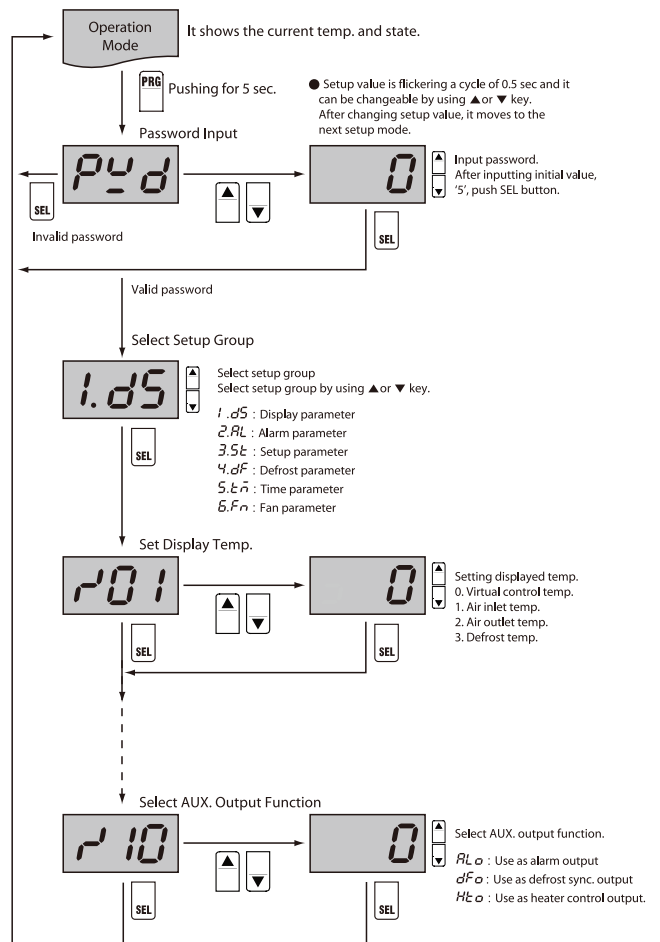 Operation
Mode
It shows the current temp. and state.
PRG
Pushing for 5 sec.
● Setup value is flickering a cycle of 0.5 sec and it
can be changeable by using ▲or ▼ key.
After changing setup value, it moves to the
next setup mode.
Password Input
PYd
▲
▼
0
▲
▼
Input password.
After inputting initial value,
'5', push SEL button.
SEL
SEL
Invalid password
Valid password
Select Setup Group
1.dS
▲
▼
Select setup group
Select setup group by using ▲or ▼ key.
1.dS : Display parameter
2.AL : Alarm parameter
3.St : Setup parameter
4.dF : Defrost parameter
5.tm : Time parameter
6.Fn : Fan parameter
SEL
Set Display Temp.
r01
▲
▼
0
▲
▼
Setting displayed temp.
0. Virtual control temp.
1. Air inlet temp.
2. Air outlet temp.
3. Defrost temp.
SEL
SEL
Select AUX. Output Function
r10
▲
▼
0
▲
▼
Select AUX. output function.
ALo : Use as alarm output
dFo : Use as defrost sync. output
Hto : Use as heater control output.
SEL
SEL